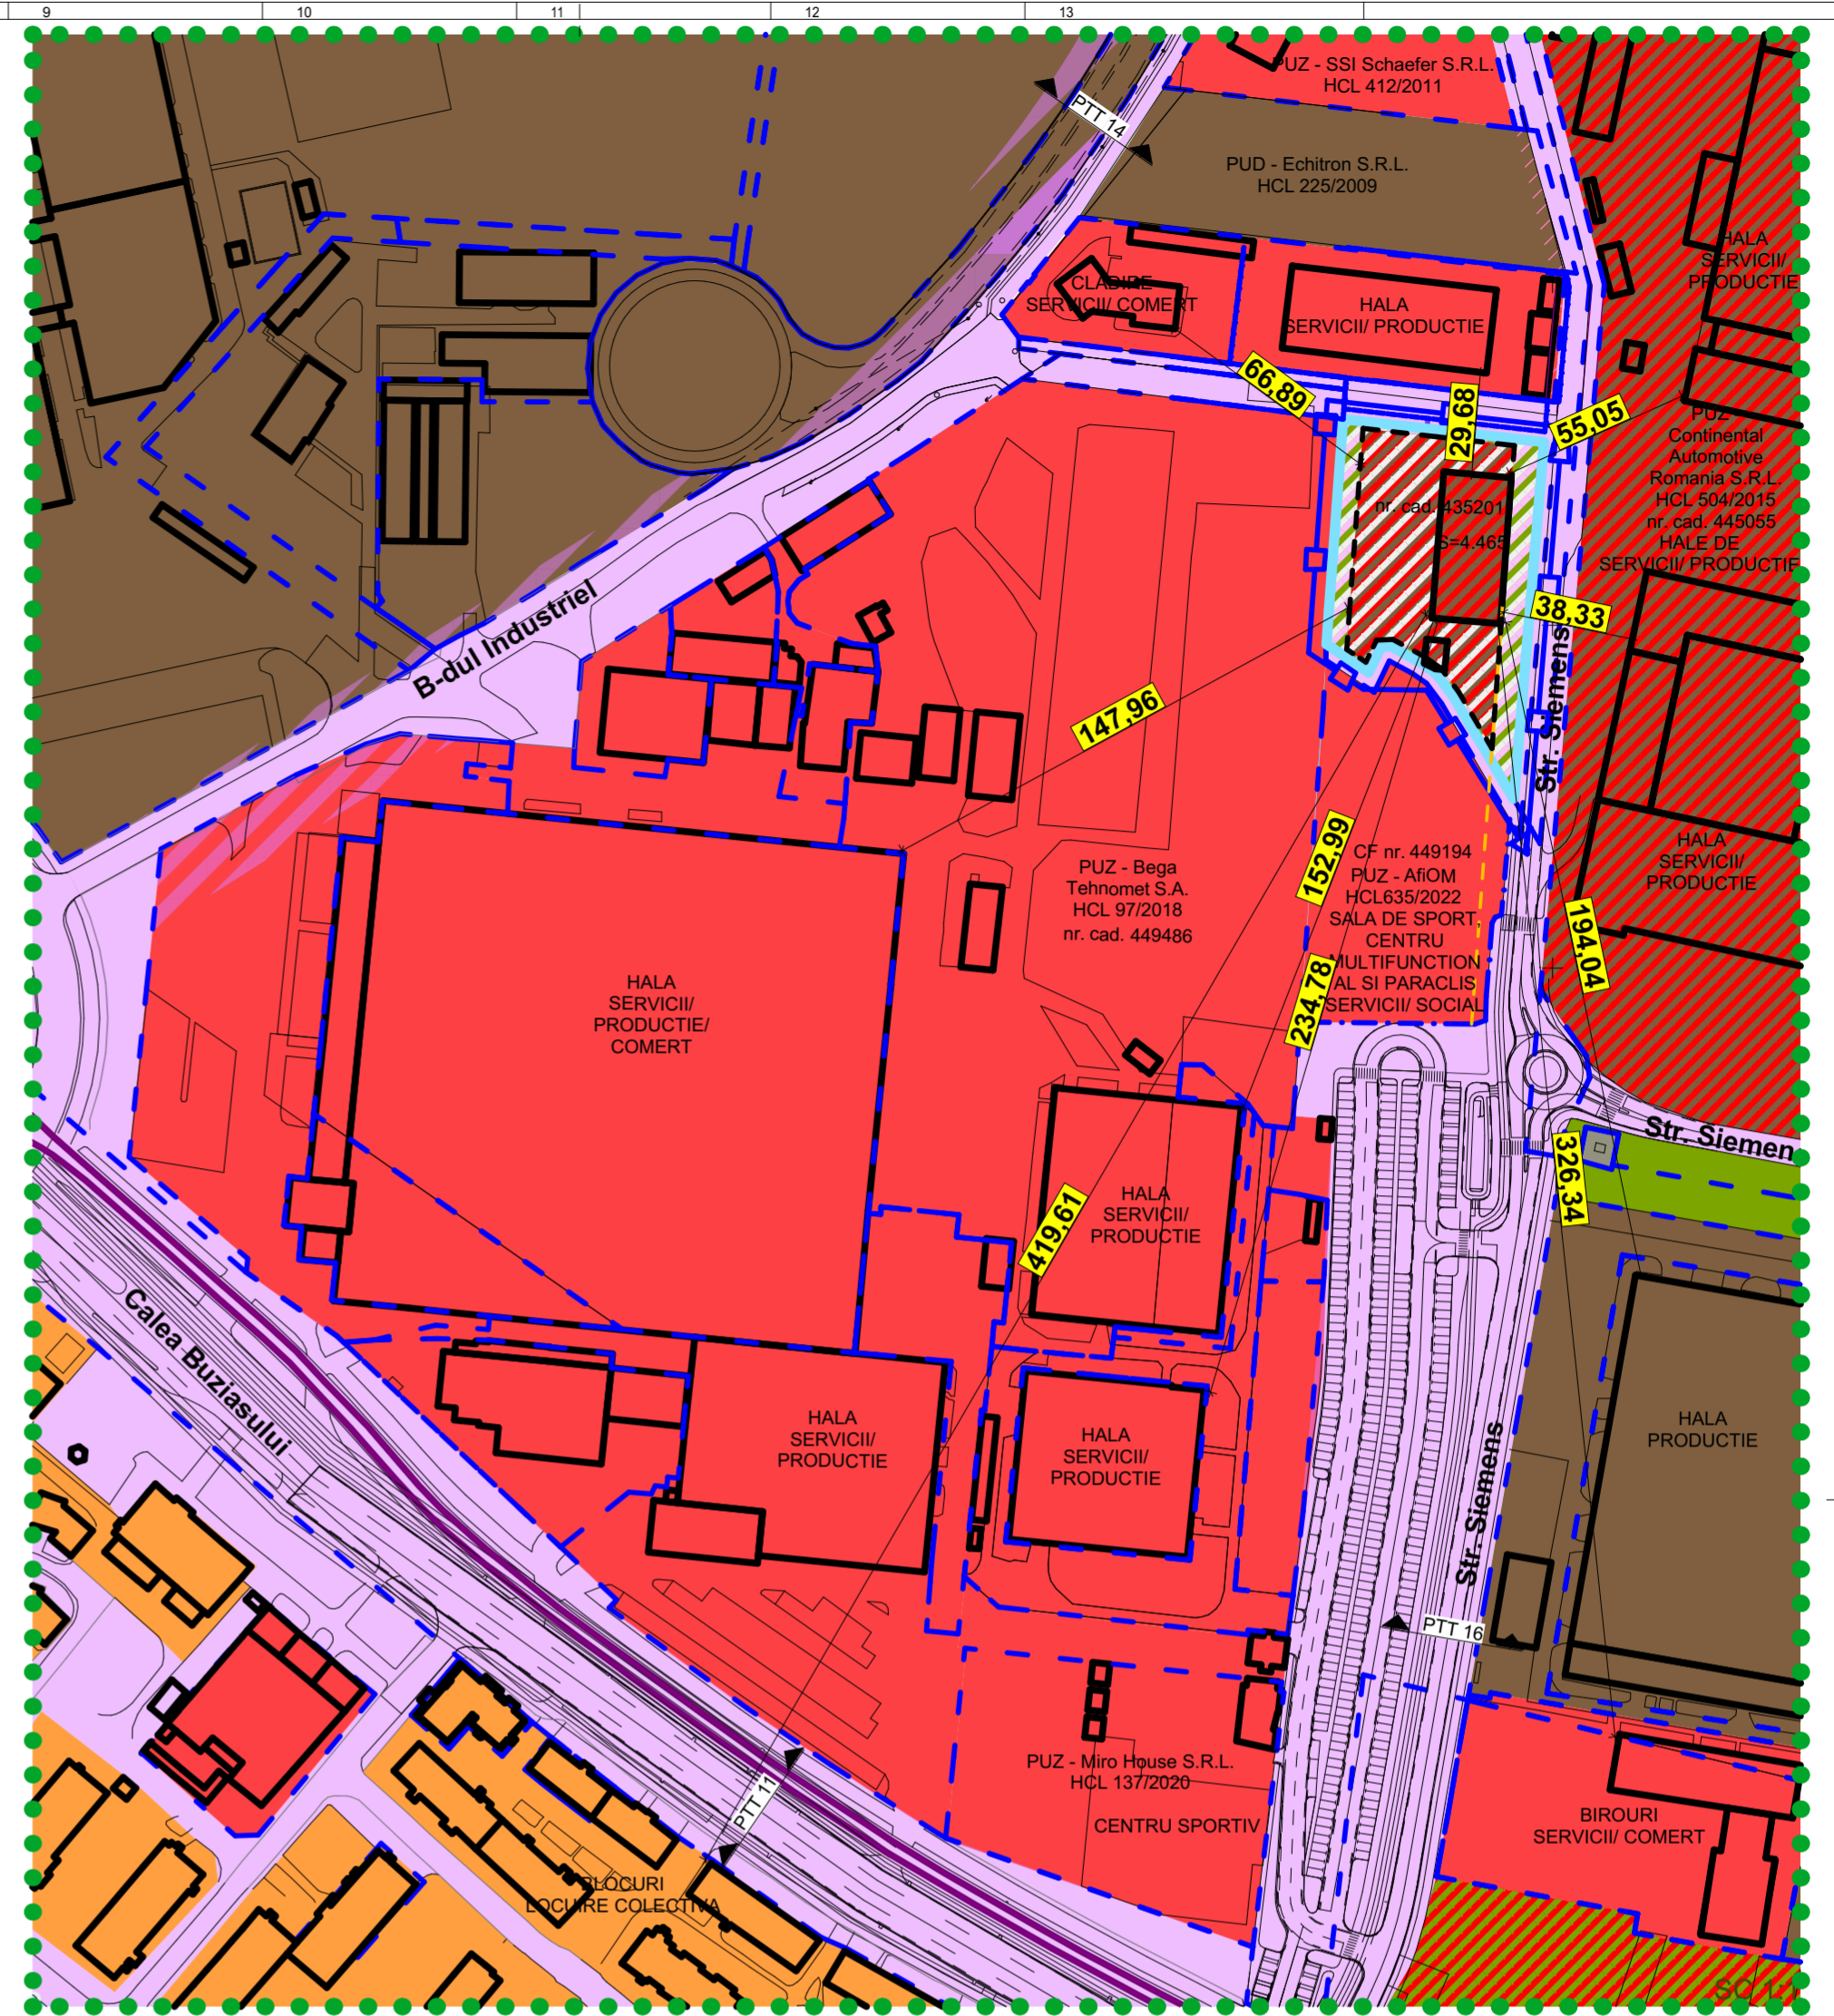 9
10
11
12
13
PUZ - SSI Schaefer S.R.L.
HCL 412/2011
PTT 14
PUD - Echitron S.R.L.
HCL 225/2009
HALA
SERVICII/
PRODUCTIE
CLADIRE
SERVICII/ COMERT
HALA
SERVICII/ PRODUCTIE
66,89
29,68
55,05
PUZ -
Continental
Automotive
Romania S.R.L.
HCL 504/2015
nr. cad. 445055
HALE DE
SERVICII/ PRODUCTIE
nr. cad. 435201
S=4.465
38,33
B-dul Industriel
147,96
Str. Siemens
152,99
CF nr. 449194
PUZ - AfiOM
HCL635/2022
SALA DE SPORT,
CENTRU
MULTIFUNCTION
AL SI PARACLIS
SERVICII/ SOCIAL
HALA
SERVICII/
PRODUCTIE
PUZ - Bega
Tehnomet S.A.
HCL 97/2018
nr. cad. 449486
194,04
234,78
HALA
SERVICII/
PRODUCTIE/
COMERT
Str. Siemen
326,34
HALA
SERVICII/
PRODUCTIE
419,61
Calea Buziasului
HALA
SERVICII/
PRODUCTIE
HALA
SERVICII/
PRODUCTIE
HALA
PRODUCTIE
Str. Siemens
PTT 16
PUZ - Miro House S.R.L.
HCL 137/2020
CENTRU SPORTIV
PTT 11
BIROURI
SERVICII/ COMERT
BLOCURI
LOCUIRE COLECTIVA
SC 1:1